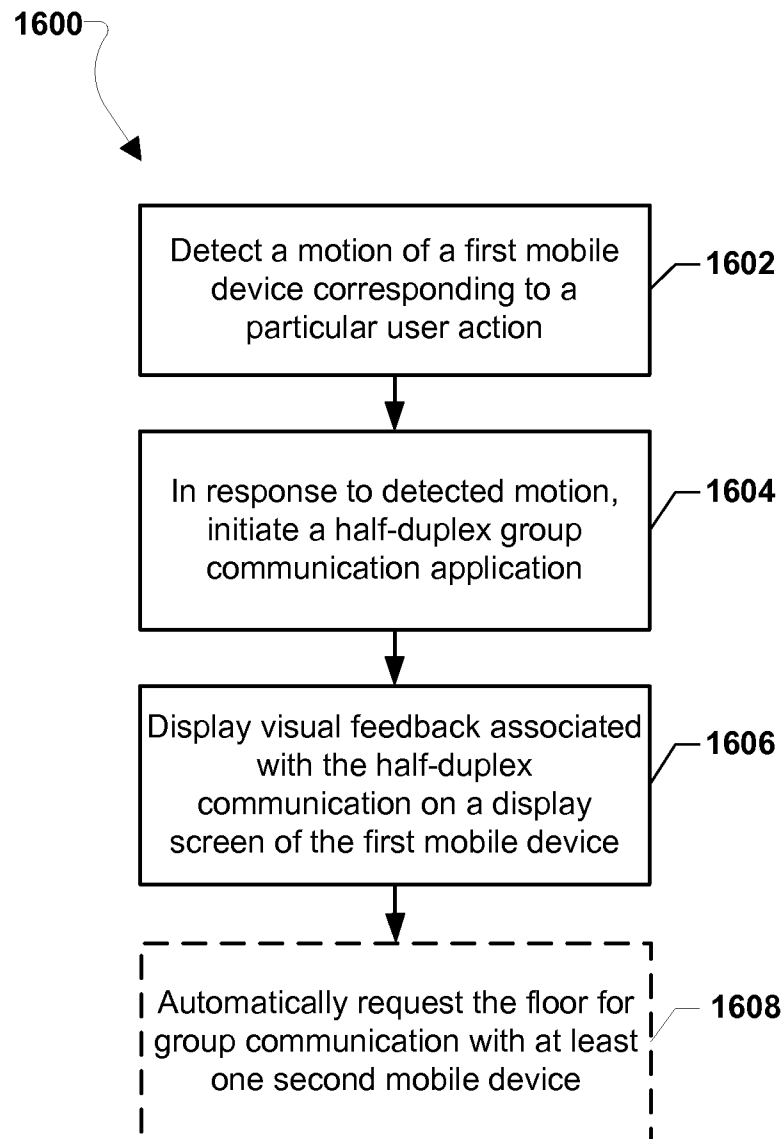 1600
Detect a motion of a first mobile
device corresponding to a
particular user action
1602
In response to detected motion,
initiate a half-duplex group
communication application
1604
Display visual feedback associated
with the half-duplex
communication on a display
screen of the first mobile device
1606
Automatically request the floor for
group communication with at least
one second mobile device
1608